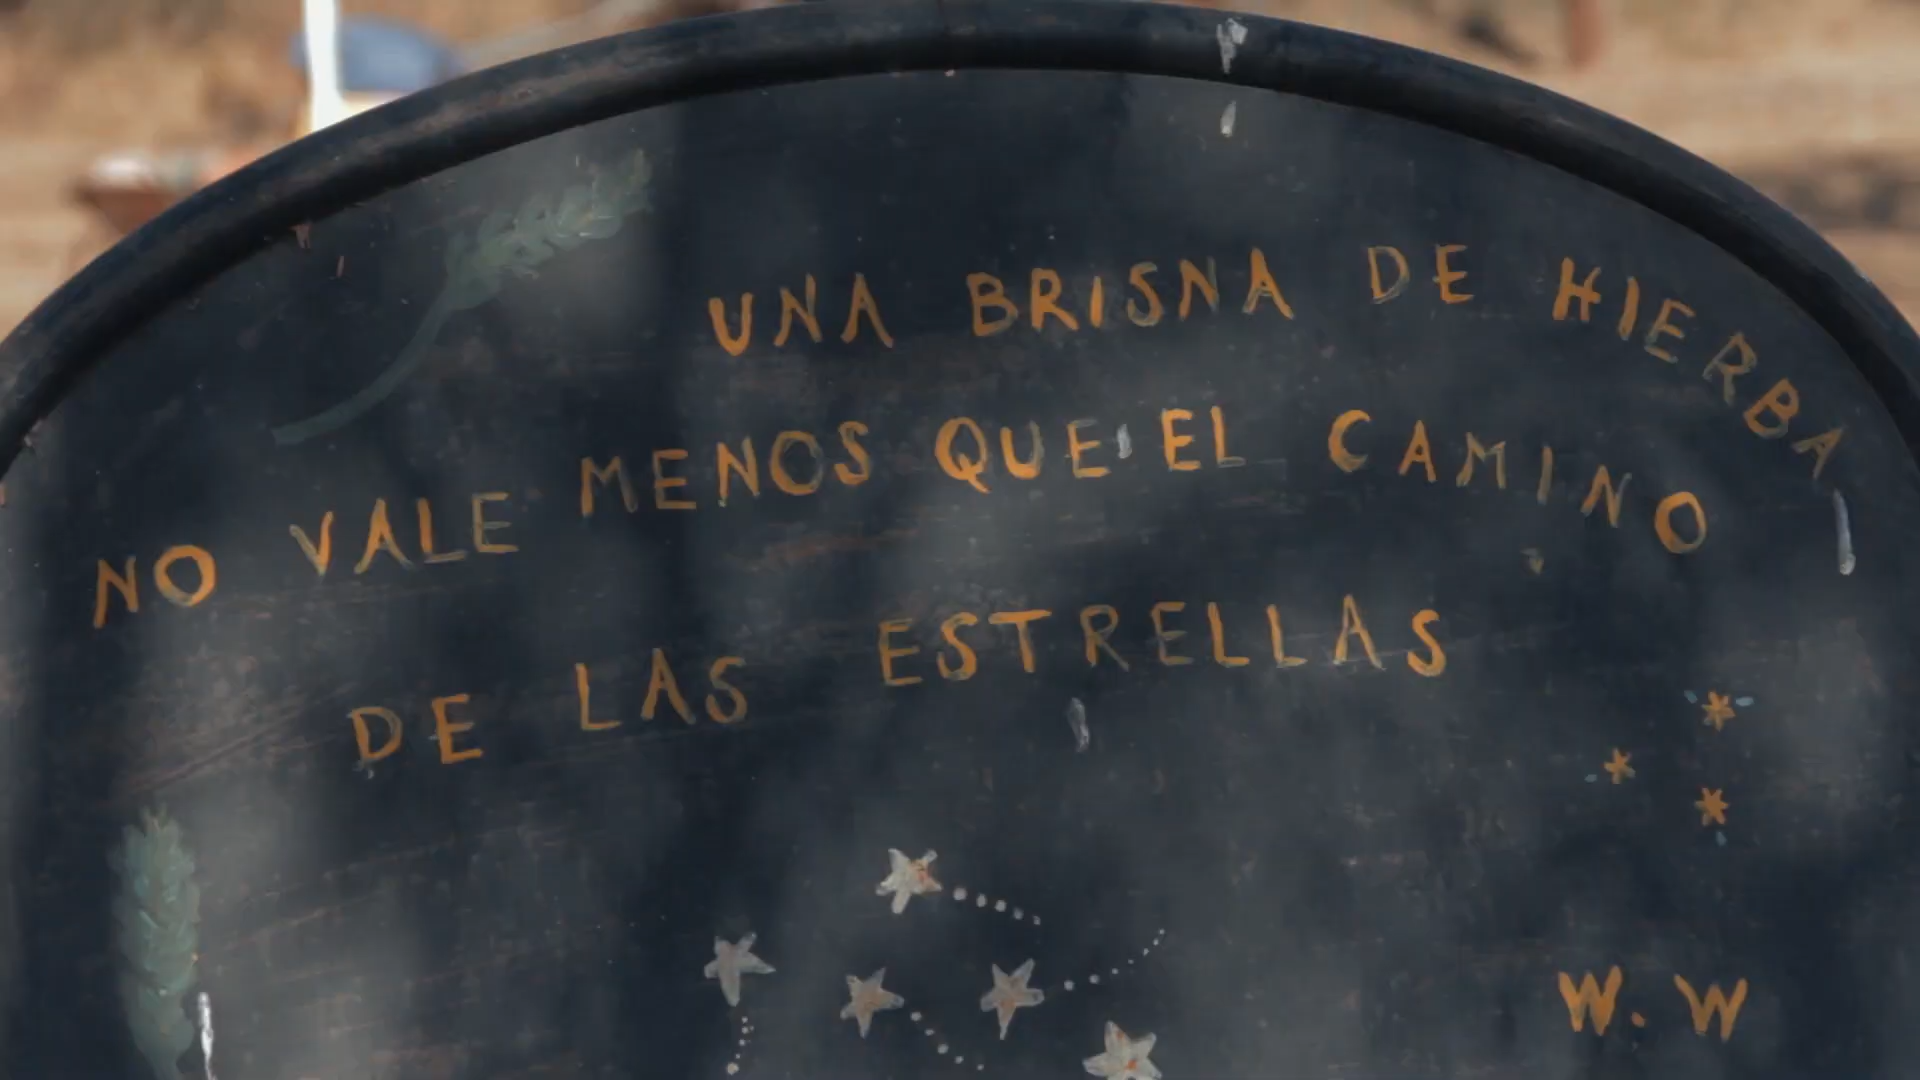 UNA BRISNA DE HIERBA
NO VALE MENOS QUE EL CAMINO
DE LAS ESTRELLAS
W. W